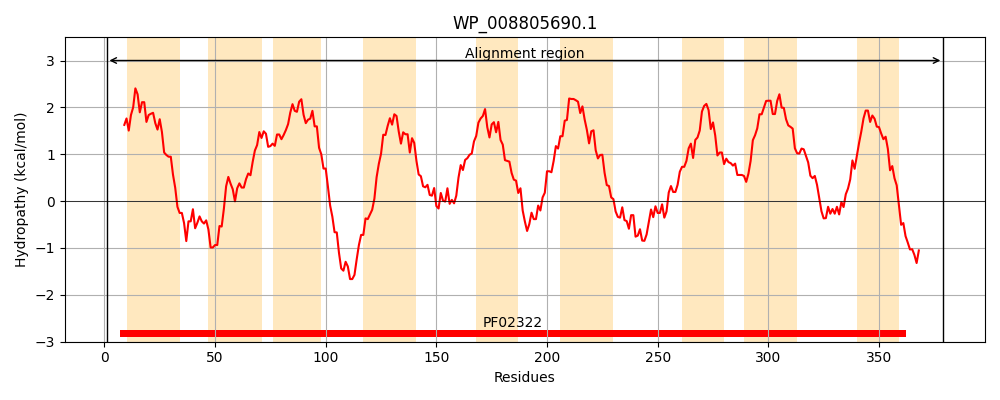 WP_008805690.1
Alignment region
3
2
1
0
−1
−2
−3
Hydropathy (kcal/mol)
PF02322
0 50 100 150 200 250 300 350
Residues